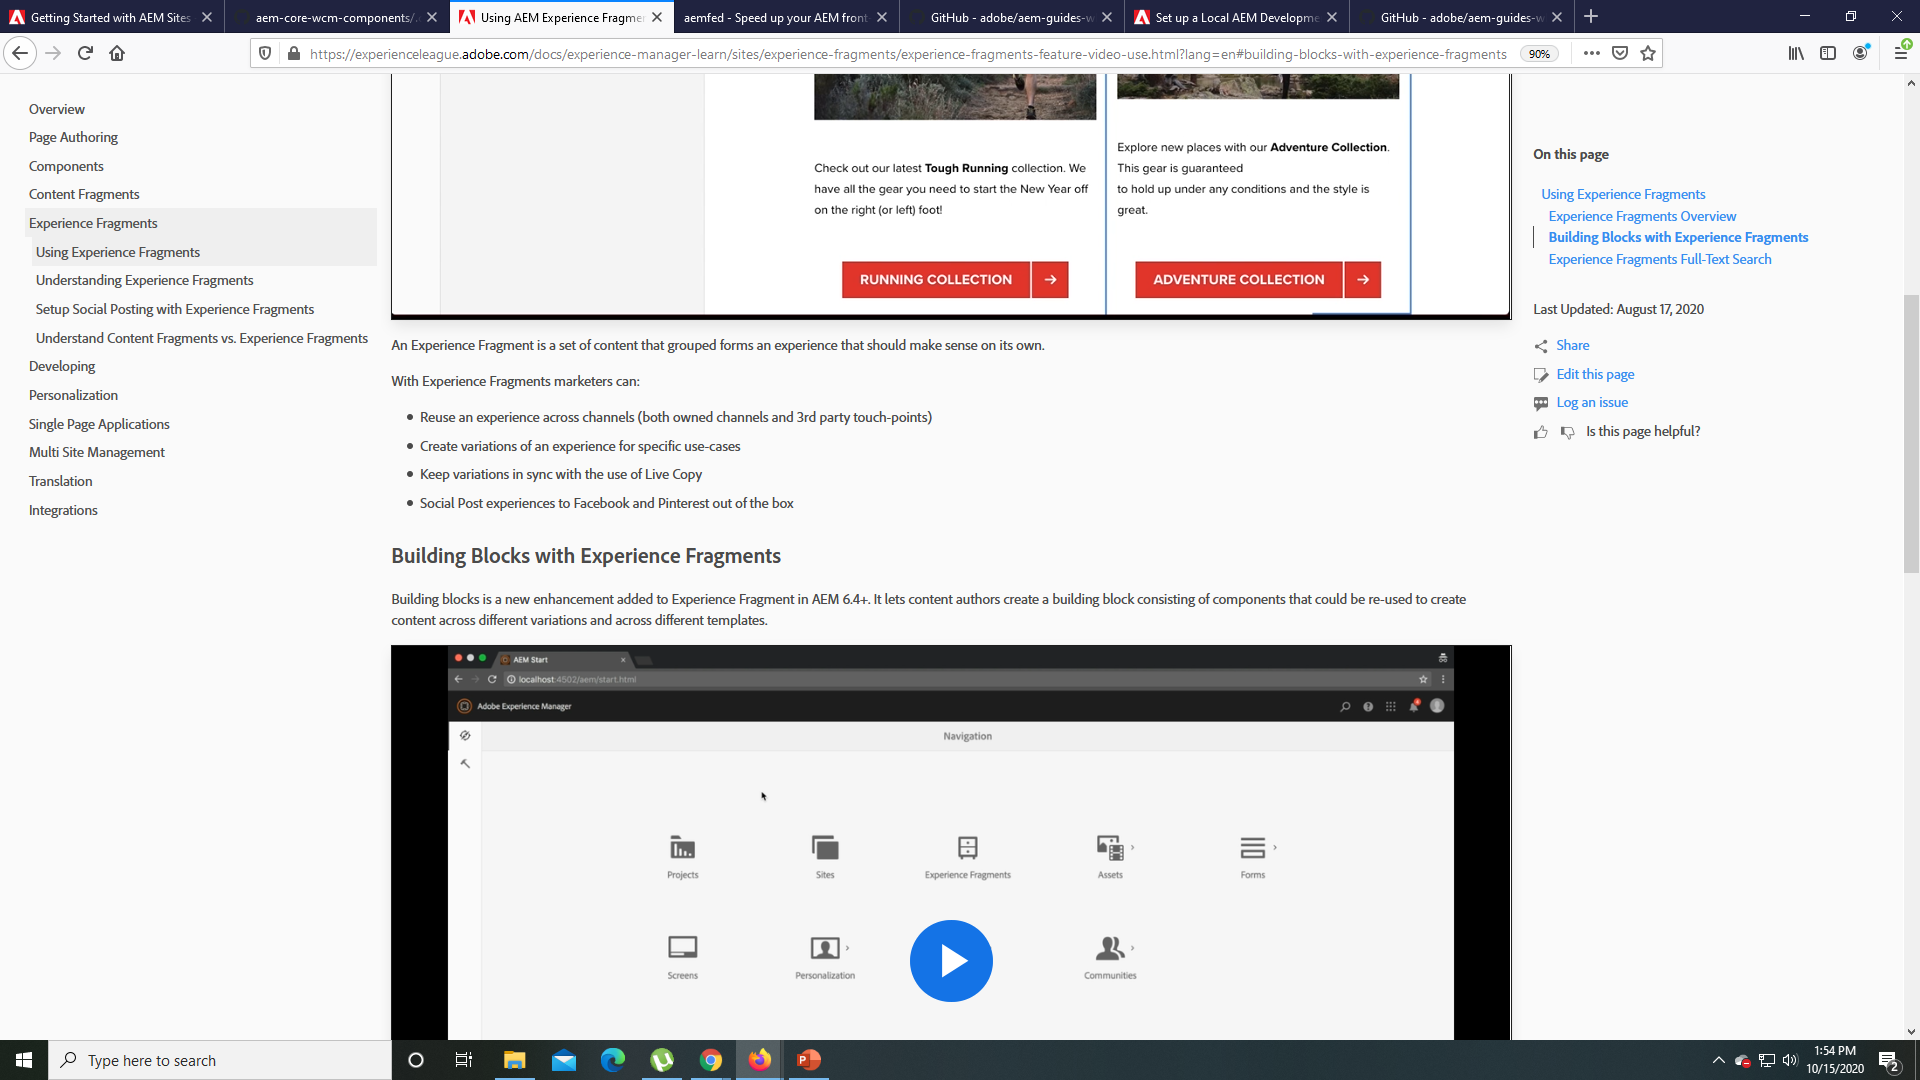 Getting Started with AEM Sites
aem-core-wcm-components/.
Using AEM Experience Fragmen
aemfed - Speed up your AEM front
GitHub - adobe/aem-guides-w
Set up a Local AEM Developme
GitHub - adobe/aem-guides-w
https://experienceleague.adobe.com/docs/experience-manager-learn/sites/experience-fragments/experience-fragments-feature-video-use.html?lang=en#building-blocks-with-experience-fragments
90%
Overview
Page Authoring
Components
Content Fragments
Experience Fragments
Using Experience Fragments
Understanding Experience Fragments
Setup Social Posting with Experience Fragments
Understand Content Fragments vs. Experience Fragments
Developing
Personalization
Single Page Applications
Multi Site Management
Translation
Integrations
Check out our latest Tough Running collection. We
have all the gear you need to start the New Year off
on the right (or left) foot!
RUNNING COLLECTION
Explore new places with our Adventure Collection.
This gear is guaranteed
to hold up under any conditions and the style is
great.
ADVENTURE COLLECTION
An Experience Fragment is a set of content that grouped forms an experience that should make sense on its own.
With Experience Fragments marketers can:
Reuse an experience across channels (both owned channels and 3rd party touch-points)
Create variations of an experience for specific use-cases
Keep variations in sync with the use of Live Copy
Social Post experiences to Facebook and Pinterest out of the box
Building Blocks with Experience Fragments
Building blocks is a new enhancement added to Experience Fragment in AEM 6.4+. It lets content authors create a building block consisting of components that could be re-used to create
content across different variations and across different templates.
AEM Start
localhost:4502/aem/start.html
Adobe Experience Manager
Navigation
Projects
Sites
Experience Fragments
Assets
Forms
Screens
Personalization
Communities
On this page
Using Experience Fragments
Experience Fragments Overview
Building Blocks with Experience Fragments
Experience Fragments Full-Text Search
Last Updated: August 17, 2020
Share
Edit this page
Log an issue
Is this page helpful?
Type here to search
1:54 PM
10/15/2020
2